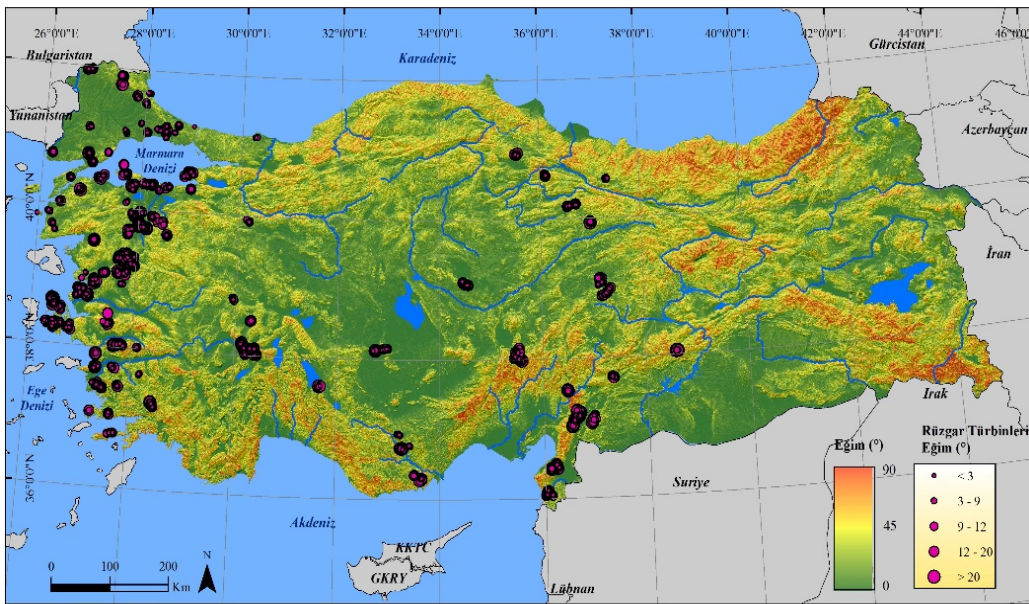 26°0'0"E 28°0'0"E 30°0'0"E 32°0'0"E 34°0'0"E 36°0'0"E 38°0'0"E 40°0'0"E 42°0'0"E 44°0'0"E 46°0'
Bulgaristan
Karadeniz
Gürcistan
Yunanistan
Azerbaycan
Marmara
Denizi
40°0'0"N
İran
38°0'0"N
Ege
Denizi
Irak
36°0'0"N
Suriye
Akdeniz
KKTC
GKRY
Lübnan
0 100 200
Km
N
Eğim (°)
90
45
0
Rüzgar Türbinleri
Eğim (°)
< 3
3 - 9
9 - 12
12 - 20
> 20